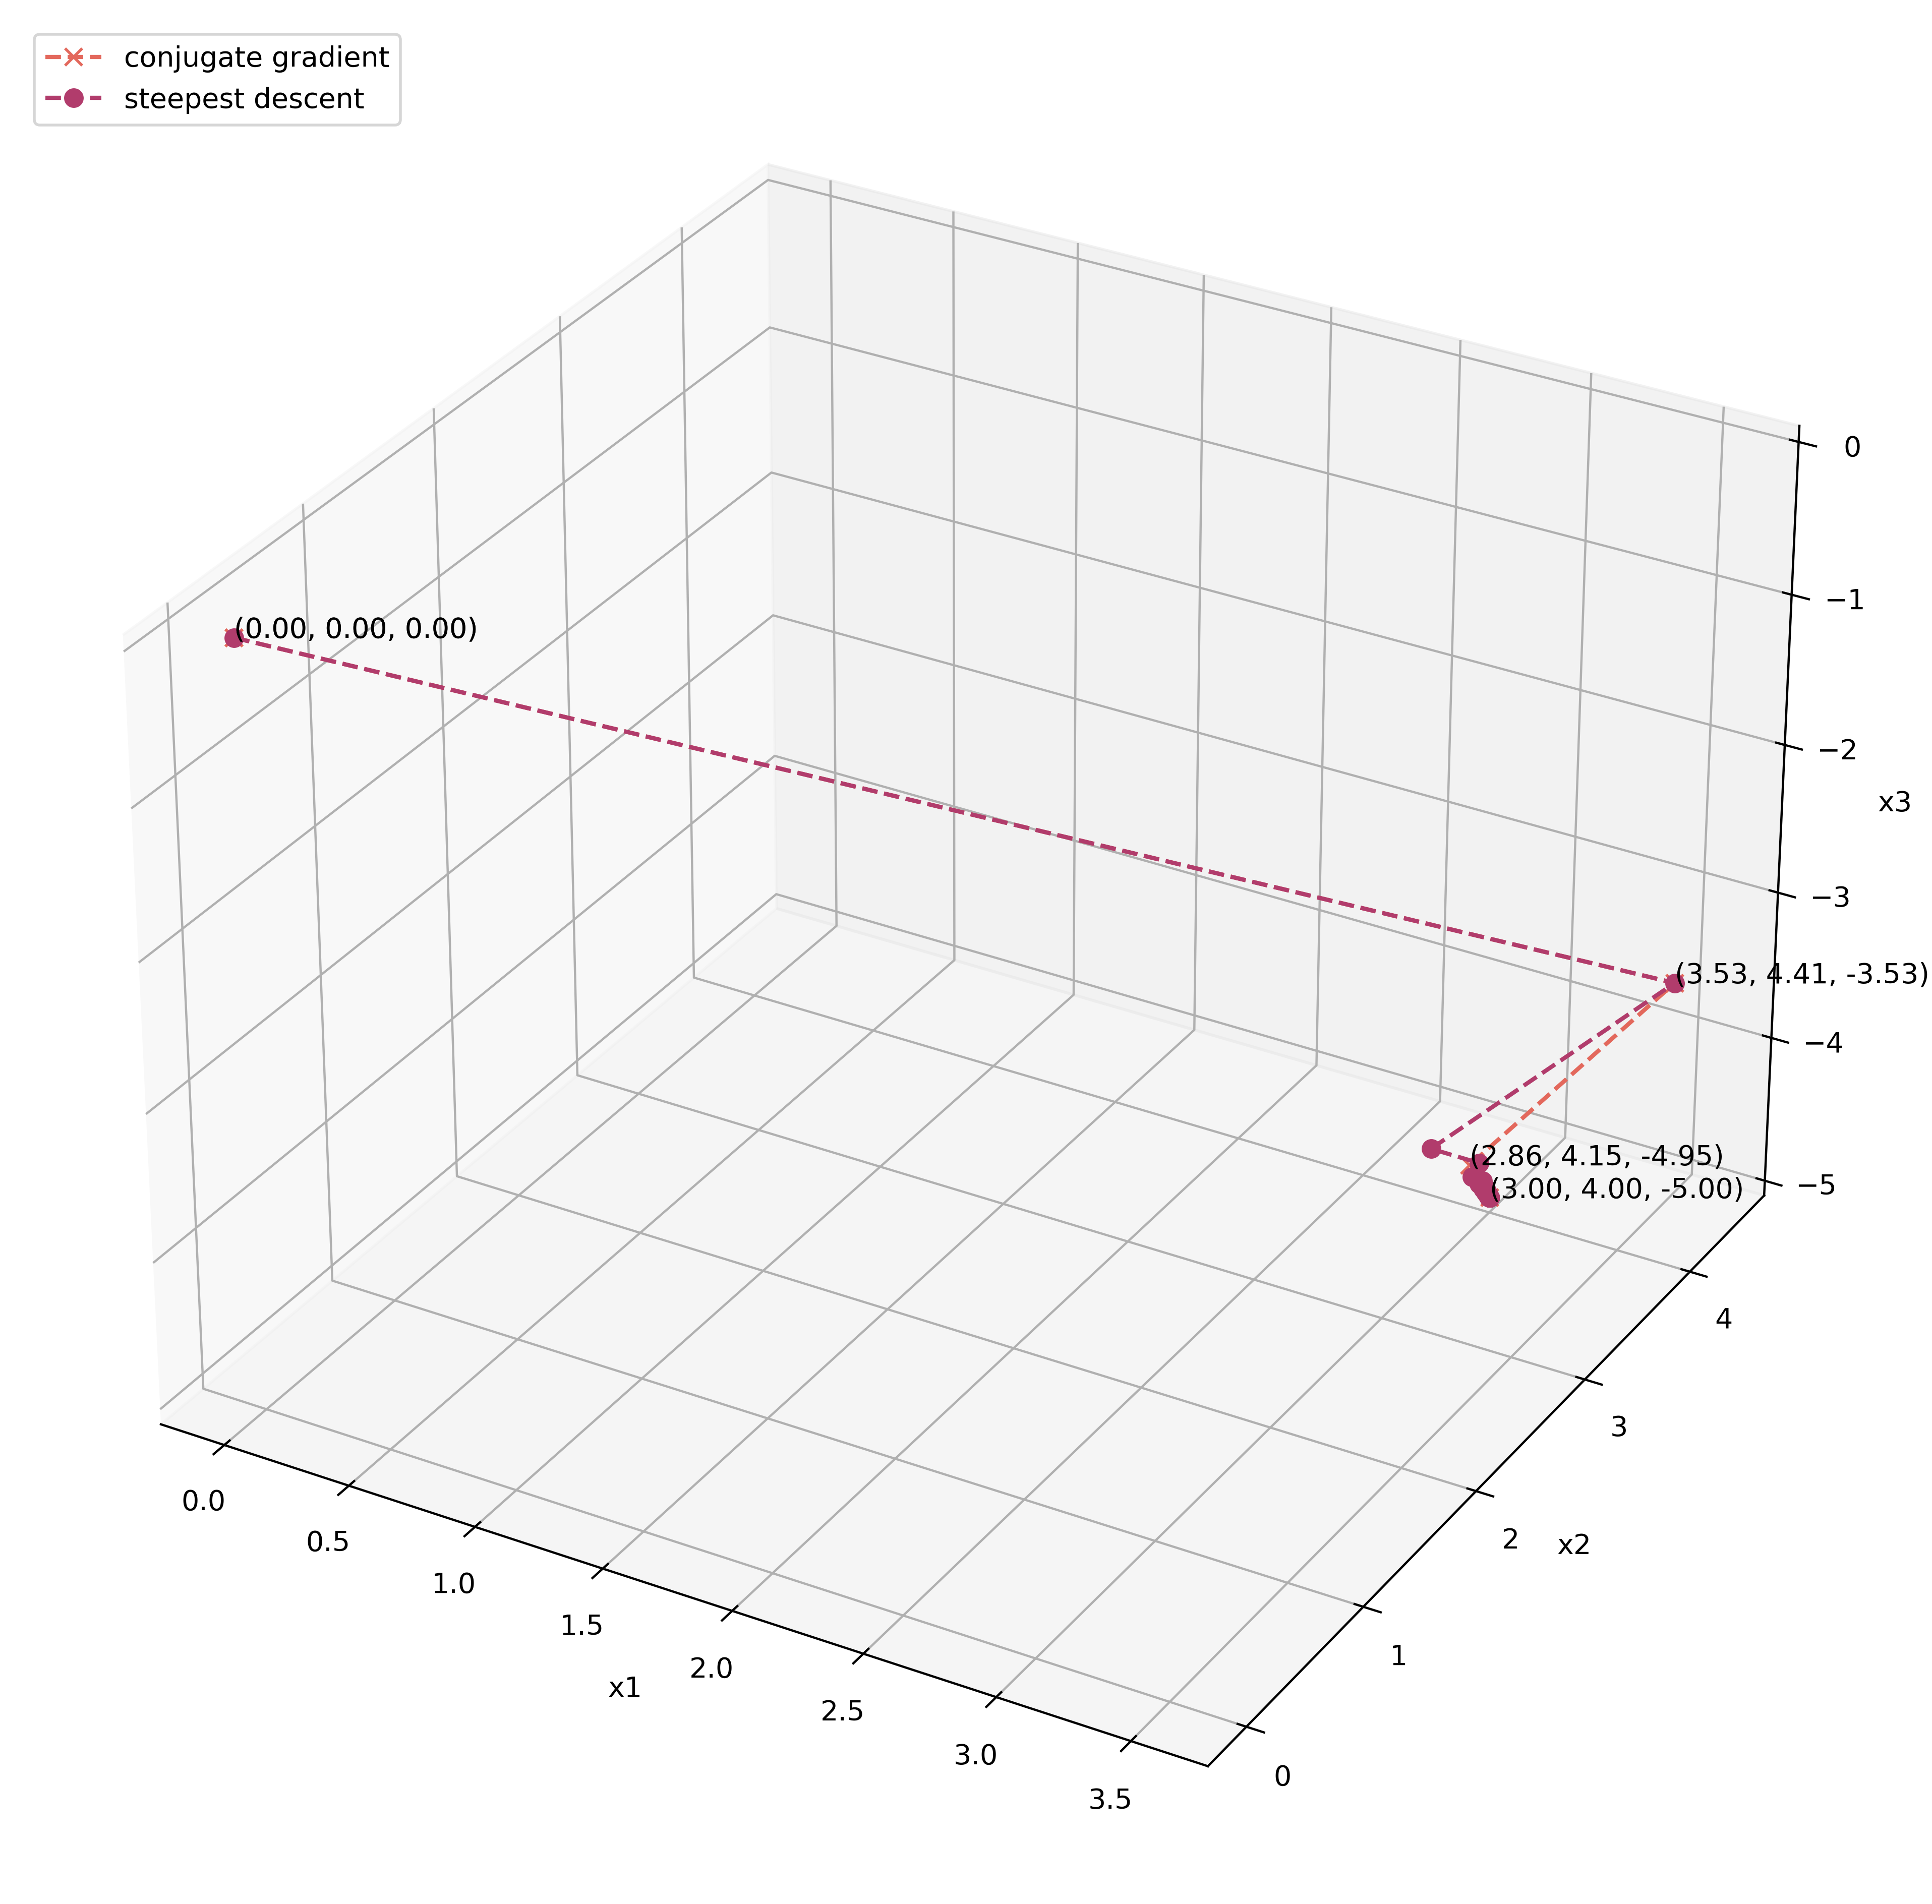 conjugate gradient
steepest descent
(0.00, 0.00, 0.00)
(3.53, 4.41, -3.53)
(2.86, 4.15, -4.95)
(3.00, 4.00, -5.00)
0
−1
−2
−3
−4
−5
x3
4
3
2
1
0
x2
0.0
0.5
1.0
1.5
2.0
2.5
3.0
3.5
x1